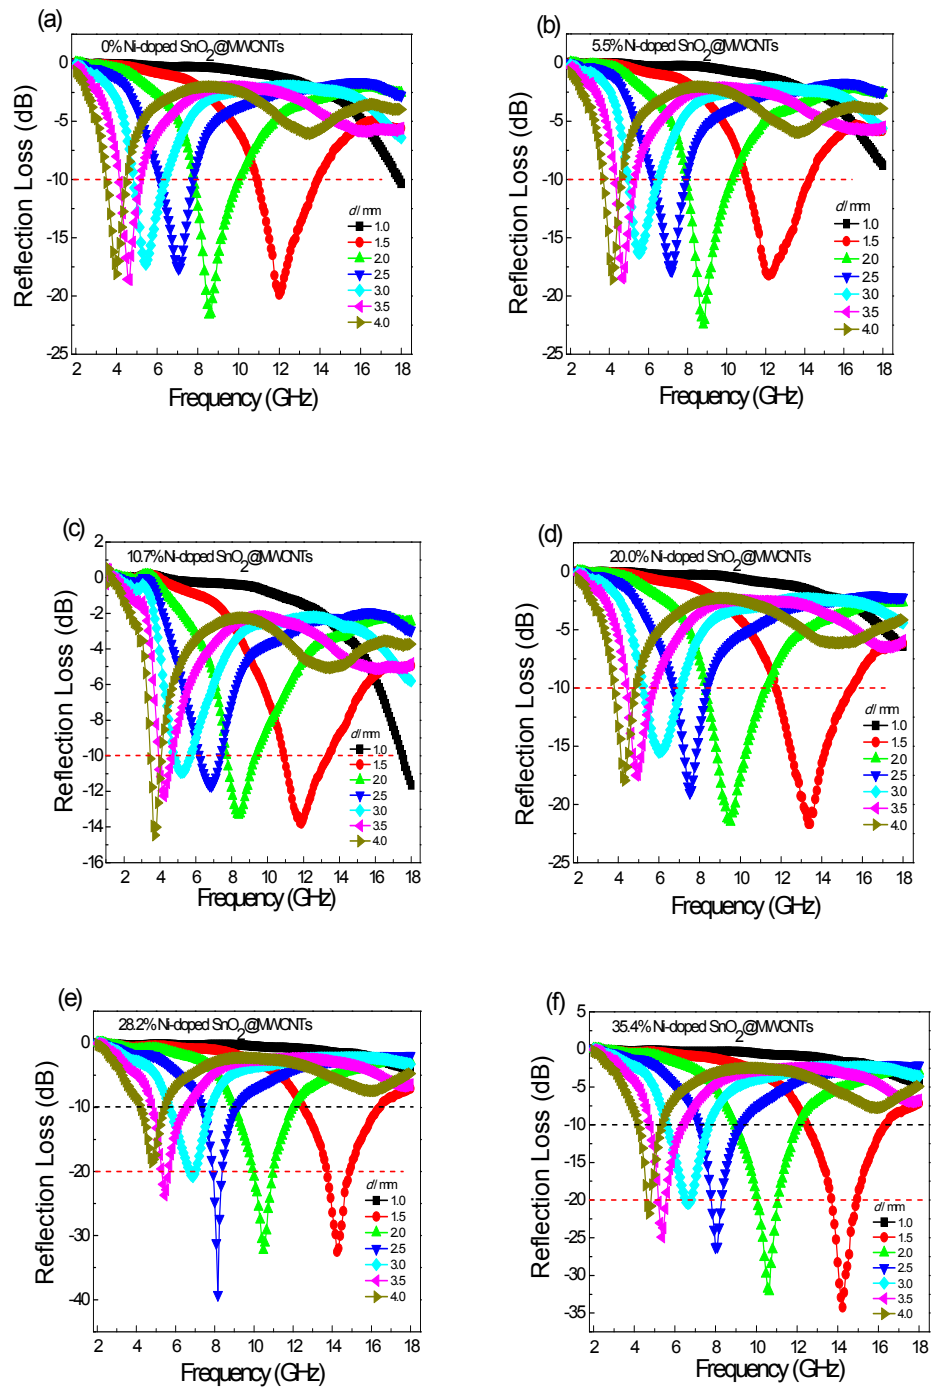 (a)
0% Ni-doped SnO2@MWCNTs
0
-5
-10
-15
-20
-25
Reflection Loss (dB)
d/ mm
1.0
1.5
2.0
2.5
3.0
3.5
4.0
2 4 6 8 10 12 14 16 18
Frequency (GHz)
(b)
5.5% Ni-doped SnO2@MWCNTs
0
-5
-10
-15
-20
-25
Reflection Loss (dB)
d/ mm
1.0
1.5
2.0
2.5
3.0
3.5
4.0
2 4 6 8 10 12 14 16 18
Frequency (GHz)
(c)
10.7% Ni-doped SnO2@MWCNTs
2
0
-2
-4
-6
-8
-10
-12
-14
-16
Reflection Loss (dB)
d/ mm
1.0
1.5
2.0
2.5
3.0
3.5
4.0
2 4 6 8 10 12 14 16 18
Frequency (GHz)
(d)
20.0% Ni-doped SnO2@MWCNTs
0
-5
-10
-15
-20
-25
Reflection Loss (dB)
d/ mm
1.0
1.5
2.0
2.5
3.0
3.5
4.0
2 4 6 8 10 12 14 16 18
Frequency (GHz)
(e)
28.2% Ni-doped SnO2@MWCNTs
0
-10
-20
-30
-40
Reflection Loss (dB)
d/ mm
1.0
1.5
2.0
2.5
3.0
3.5
4.0
2 4 6 8 10 12 14 16 18
Frequency (GHz)
(f)
35.4% Ni-doped SnO2@MWCNTs
5
0
-5
-10
-15
-20
-25
-30
-35
Reflection Loss (dB)
d/ mm
1.0
1.5
2.0
2.5
3.0
3.5
4.0
2 4 6 8 10 12 14 16 18
Frequency (GHz)